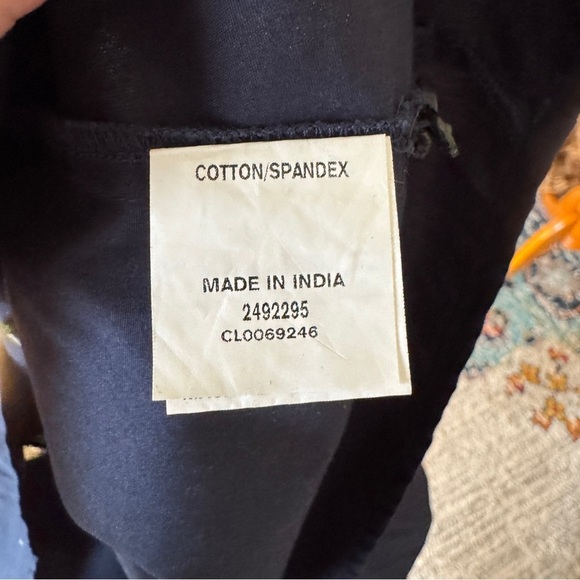 COTTON/SPANDEX
MADE IN INDIA
2492295
CL0069246